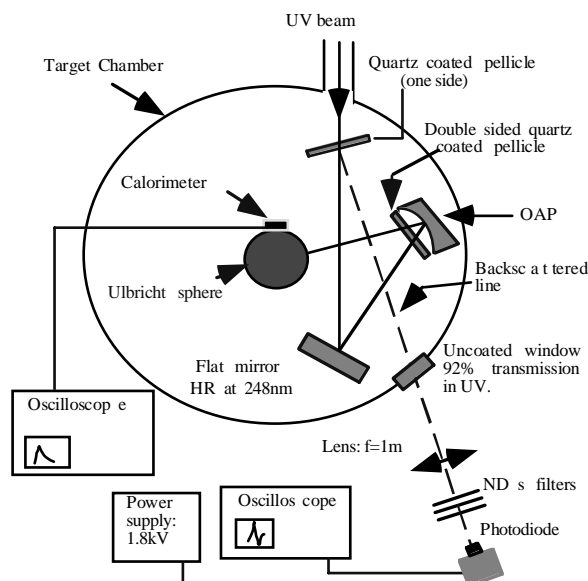 UV beam
Quartz coated pellicle
(one side)
Target Chamber
Double sided quartz
coated pellicle
Calorimeter
OAP
Backsc a t tered
line
Ulbricht sphere
Uncoated window
92% transmission
in UV.
Flat mirror
HR at 248nm
Oscilloscop e
Lens: f=1m
ND s filters
Power
supply:
1.8kV
Oscillos cope
Photodiode